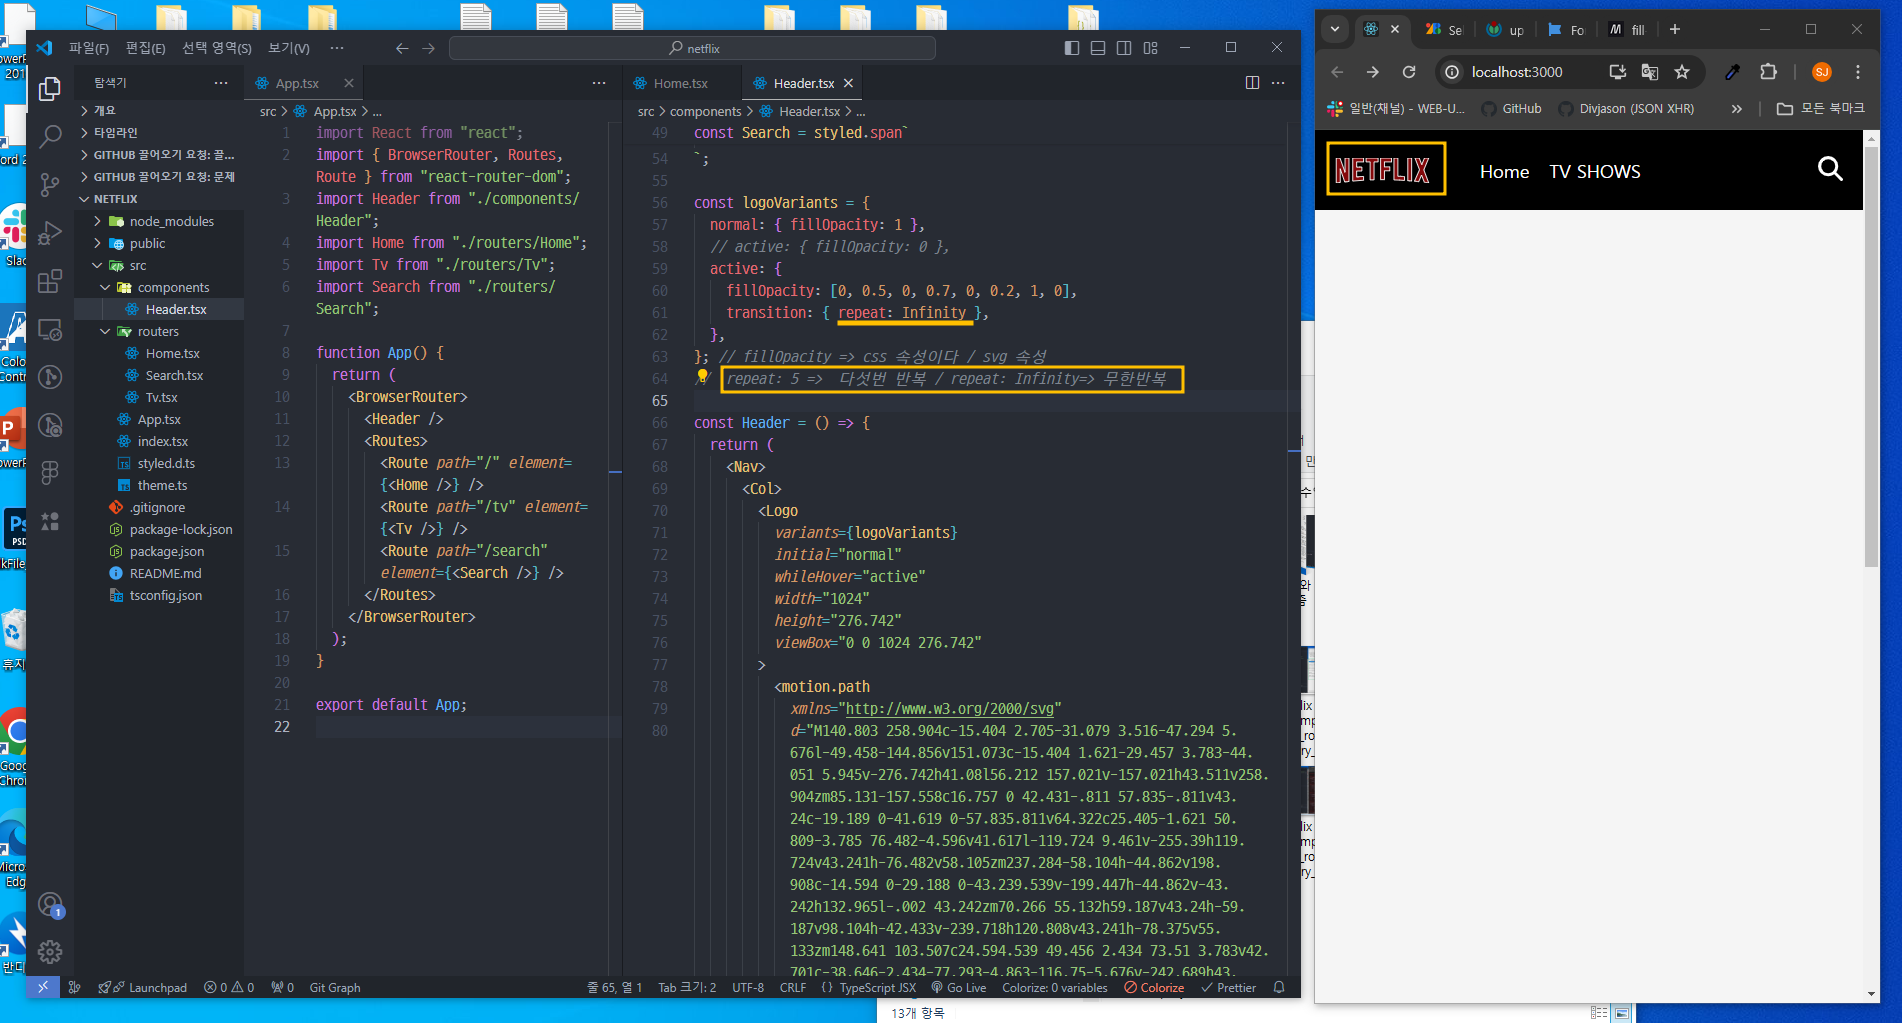 파일(F) 편집(E) 선택 영역(S) 보기(V) ··· netflix
탐색기
개요
타임라인
GITHUB 끌어오기 요청: 끌...
GITHUB 끌어오기 요청: 문제
NETFLIX
node_modules
public
src
components
Header.tsx
routers
Home.tsx
Search.tsx
Tv.tsx
App.tsx
index.tsx
styled.d.ts
theme.ts
.gitignore
package-lock.json
package.json
README.md
tsconfig.json
App.tsx
src > App.tsx > ...
1 import React from "react";
2 import { BrowserRouter, Routes,
Route } from "react-router-dom";
3 import Header from "./components/
Header";
4 import Home from "./routers/Home";
5 import Tv from "./routers/Tv";
6 import Search from "./routers/
Search";
7
8 function App() {
9 return (
10 <BrowserRouter>
11 <Header />
12 <Routes>
13 <Route path="/" element=
{<Home />} />
14 <Route path="/tv" element=
{<Tv />} />
15 <Route path="/search"
element={<Search />} />
16 </Routes>
17 </BrowserRouter>
18 );
19 }
20
21 export default App;
22
Home.tsx Header.tsx
src > components > Header.tsx > ...
49 const Search = styled.span`
54 `;
55
56 const logoVariants = {
57 normal: { fillOpacity: 1 },
58 // active: { fillOpacity: 0 },
59 active: {
60 fillOpacity: [0, 0.5, 0, 0.7, 0, 0.2, 1, 0],
61 transition: { repeat: Infinity },
62 },
63 }; // fillOpacity => css 속성이다 / svg 속성
64 // repeat: 5 => 다섯번 반복 / repeat: Infinity=> 무한반복
65
66 const Header = () => {
67 return (
68 <Nav>
69 <Col>
70 <Logo
71 variants={logoVariants}
72 initial="normal"
73 whileHover="active"
74 width="1024"
75 height="276.742"
76 viewBox="0 0 1024 276.742"
77 >
78 <motion.path
79 xmlns="http://www.w3.org/2000/svg"
80 d="M140.803 258.904c-15.404 2.705-31.079 3.516-47.294 5.
676l-49.458-144.856v151.073c-15.404 1.621-29.457 3.783-44.
051 5.945v-276.742h41.08l56.212 157.021v-157.021h43.511v258.
904zm85.131-157.558c16.757 0 42.431-.811 57.835-.811v43.
24c-19.189 0-41.619 0-57.835.811v64.322c25.405-1.621 50.
809-3.785 76.482-4.596v41.617l-119.724 9.461v-255.39h119.
724v43.241h-76.482v58.105zm237.284-58.104h-44.862v198.
908c-14.594 0-29.188 0-43.239.539v-199.447h-44.862v-43.
242h132.965l-.002 43.242zm70.266 55.132h59.187v43.24h-59.
187v98.104h-42.433v-239.718h120.808v43.241h-78.375v55.
133zm148.641 103.507c24.594.539 49.456 2.434 73.51 3.783v42.
701c-38.646-2.434-77.293-4.863-116.75-5.676v-242.689h43.
Launchpad 0 0 0 Git Graph 줄 65, 열 1 Tab 크기: 2 UTF-8 CRLF {} TypeScript JSX Go Live Colorize: 0 variables Colorize Prettier
Se up Fo fill
localhost:3000 SJ
일반(채널) - WEB-U... GitHub Divjason (JSON XHR) » 모든 북마크
NETFLIX Home TV SHOWS
13개 항목